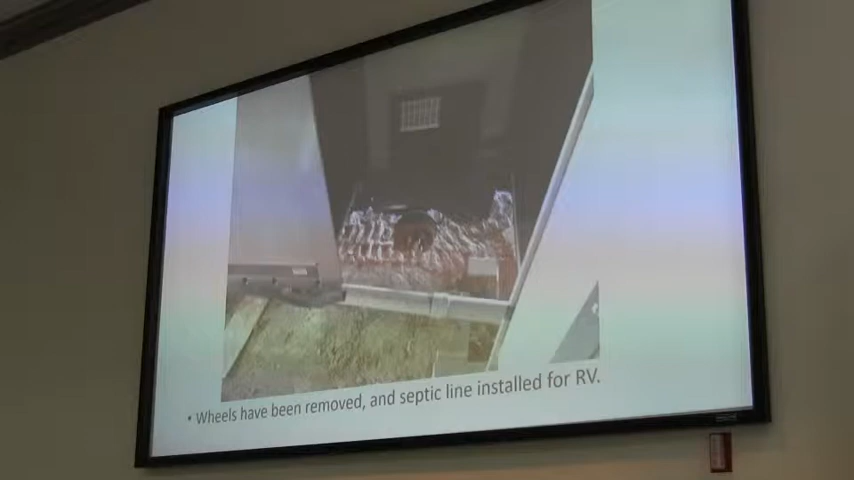 • Wheels have been removed, and septic line installed for RV.